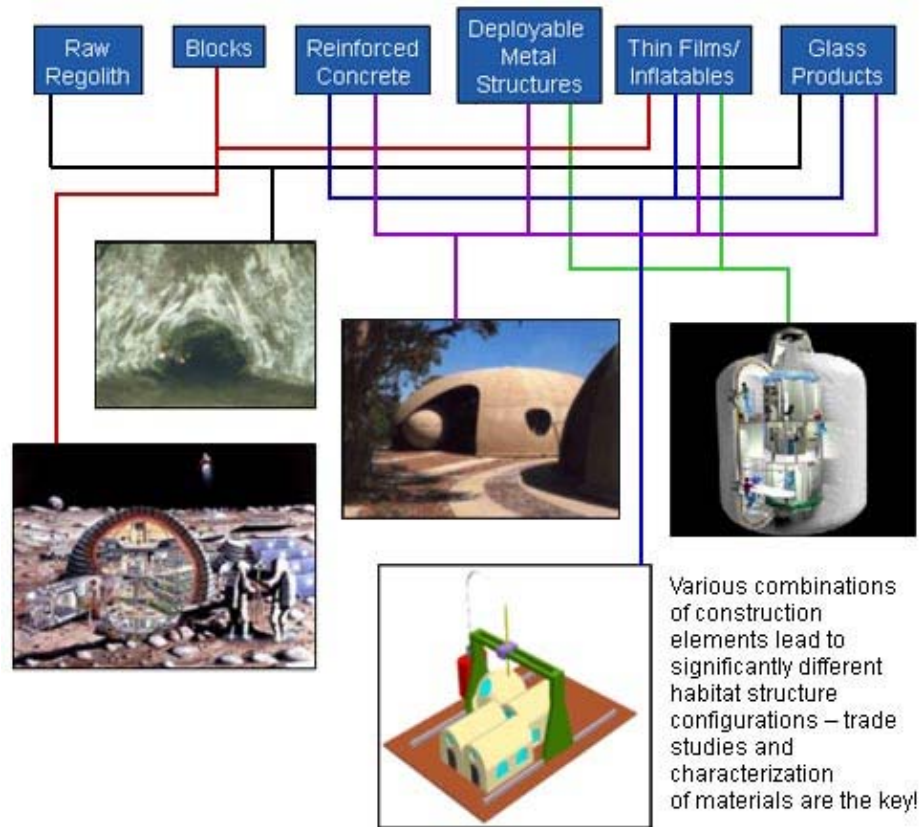 Raw
Regolith
Blocks
Reinforced
Concrete
Deployable
Metal
Structures
Thin Films/
Inflatables
Glass
Products
Various combinations
of construction
elements lead to
significantly different
habitat structure
configurations – trade
studies and
characterization
of materials are the key!